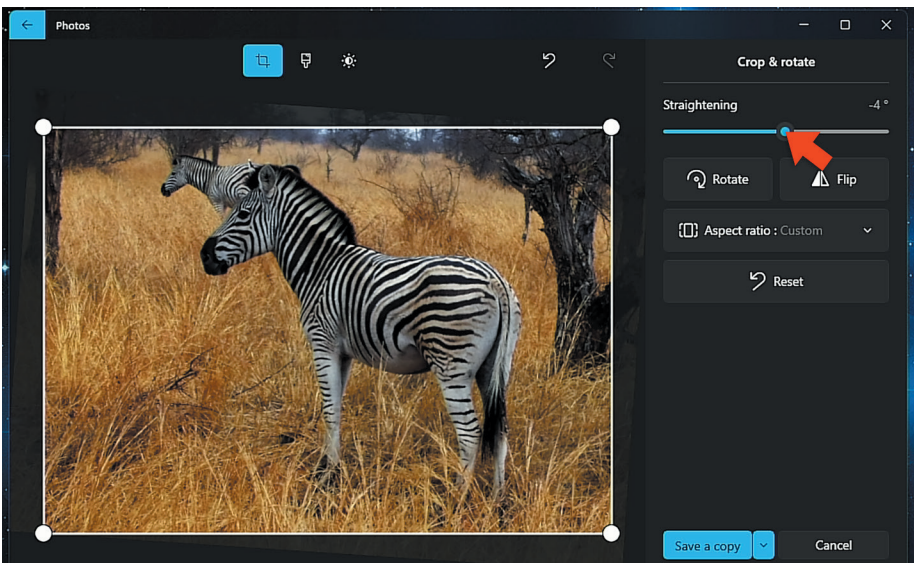 Photos
Crop & rotate
Straightening -4 °
Rotate Flip
Aspect ratio : Custom
Reset
Save a copy Cancel